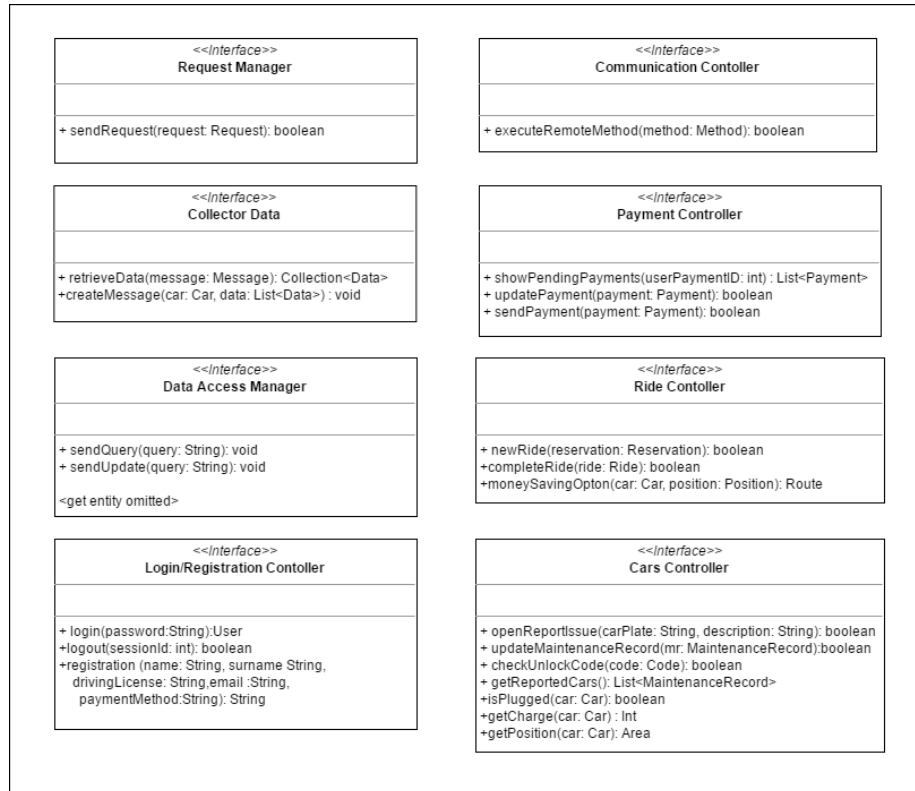 <<Interface>>
Request Manager
+ sendRequest(request: Request): boolean
<<Interface>>
Communication Contoller
+ executeRemoteMethod(method: Method): boolean
<<Interface>>
Collector Data
+ retrieveData(message: Message): Collection<Data>
+createMessage(car: Car, data: List<Data>) : void
<<Interface>>
Payment Controller
+ showPendingPayments(userPaymentID: int) : List<Payment>
+ updatePayment(payment: Payment): boolean
+ sendPayment(payment: Payment): boolean
<<Interface>>
Data Access Manager
+ sendQuery(query: String): void
+ sendUpdate(query: String): void
<get entity omitted>
<<Interface>>
Ride Contoller
+ newRide(reservation: Reservation): boolean
+completeRide(ride: Ride): boolean
+moneySavingOpton(car: Car, position: Position): Route
<<Interface>>
Login/Registration Contoller
+ login(password:String):User
+logout(sessionId: int): boolean
+registration (name: String, surname String,
drivingLicense: String,email :String,
paymentMethod:String): String
<<Interface>>
Cars Controller
+ openReportIssue(carPlate: String, description: String): boolean
+ updateMaintenanceRecord(mr: MaintenanceRecord):boolean
+ checkUnlockCode(code: Code): boolean
+ getReportedCars(): List<MaintenanceRecord>
+isPlugged(car: Car): boolean
+getCharge(car: Car) : Int
+getPosition(car: Car): Area